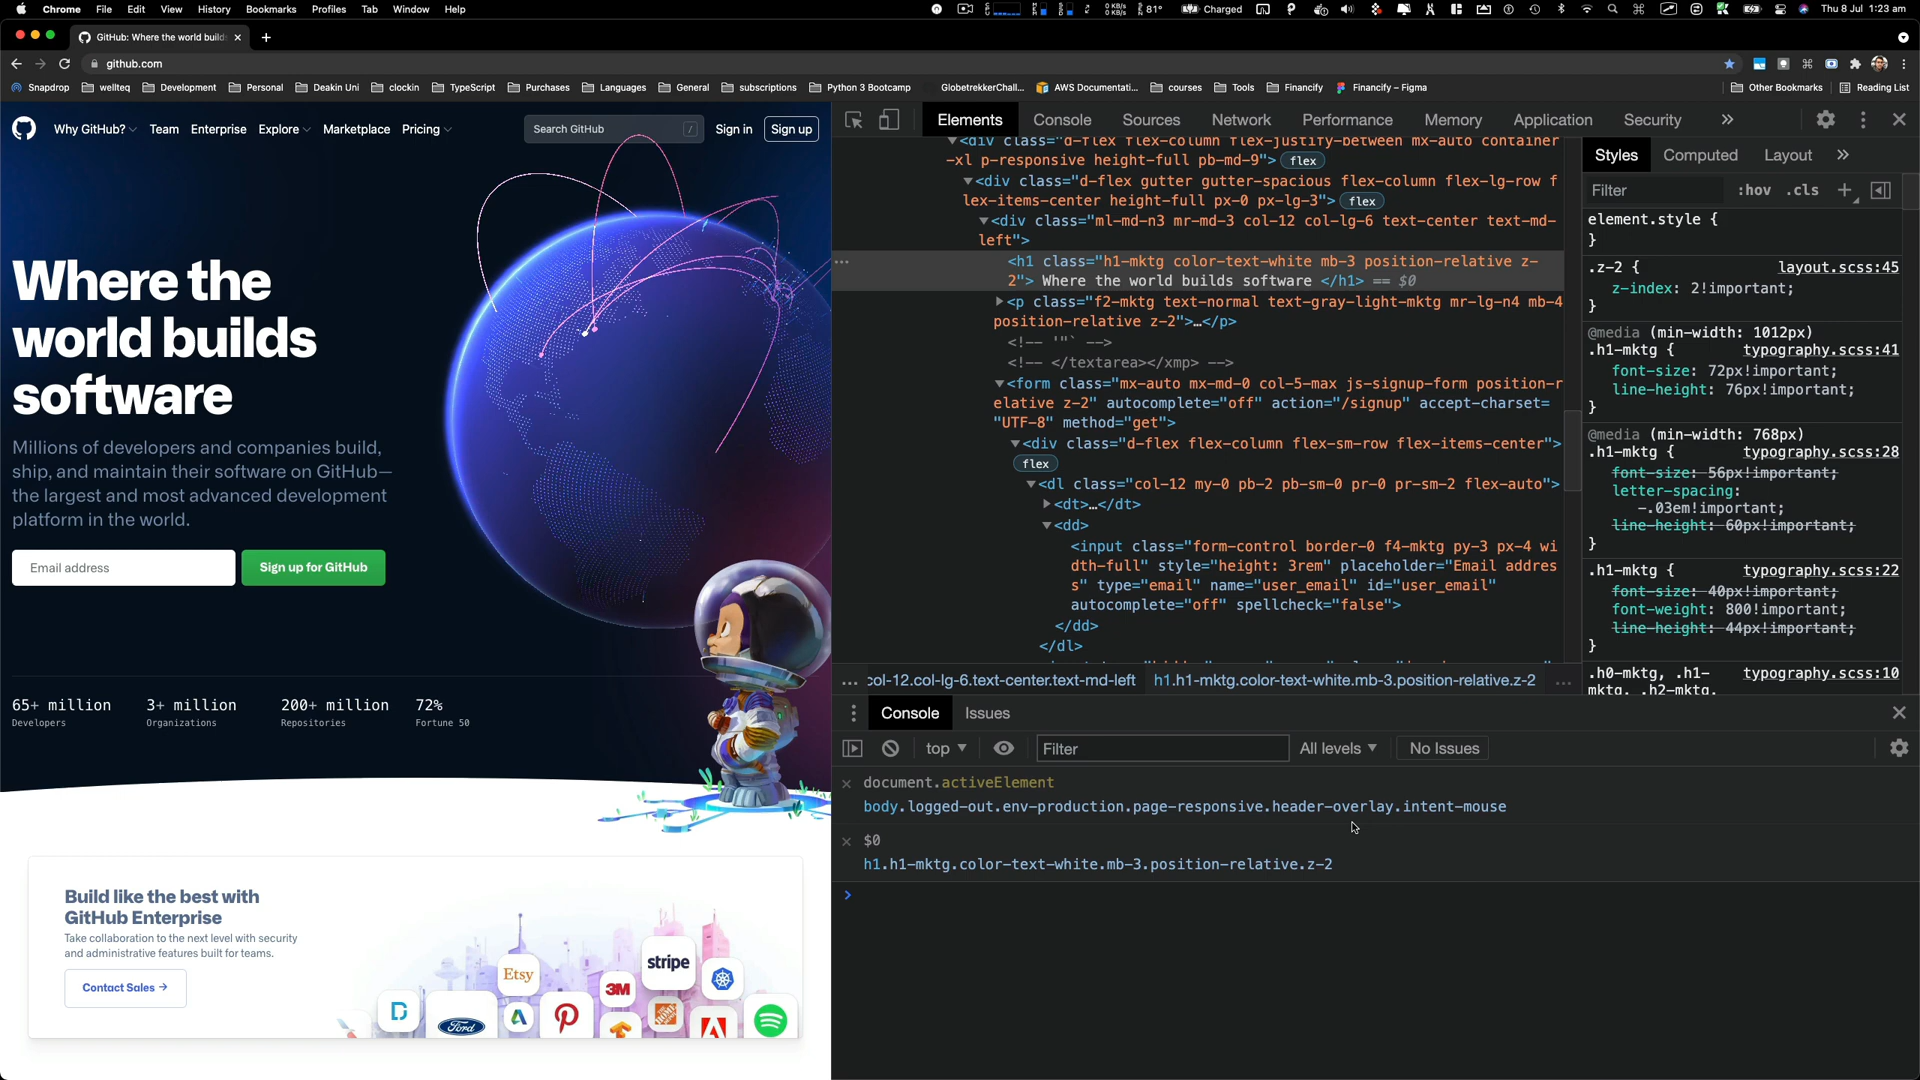 Chrome File Edit View History Bookmarks Profiles Tab Window Help
0 KB/s
0 KB/s
81° Charged Thu 8 Jul 1:23 am
GitHub: Where the world build
github.com
Snapdrop wellteq Development Personal Deakin Uni clockin TypeScript Purchases Languages General subscriptions Python 3 Bootcamp GlobetrekkerChall... AWS Documentati... courses Tools Financify Financify – Figma Other Bookmarks Reading List
Why GitHub? Team Enterprise Explore Marketplace Pricing Search GitHub / Sign in Sign up
Where the
world builds
software
Millions of developers and companies build,
ship, and maintain their software on GitHub—
the largest and most advanced development
platform in the world.
Email address Sign up for GitHub
65+ million 3+ million 200+ million 72%
Developers Organizations Repositories Fortune 50
Build like the best with
GitHub Enterprise
Take collaboration to the next level with security
and administrative features built for teams.
Contact Sales →
Etsy stripe 3M Ford
Elements Console Sources Network Performance Memory Application Security »
<div class="d-flex flex-column flex-justify-between mx-auto container
-xl p-responsive height-full pb-md-9"> flex
<div class="d-flex gutter gutter-spacious flex-column flex-lg-row f
lex-items-center height-full px-0 px-lg-3"> flex
<div class="ml-md-n3 mr-md-3 col-12 col-lg-6 text-center text-md-
left">
<h1 class="h1-mktg color-text-white mb-3 position-relative z-
2"> Where the world builds software </h1> == $0
<p class="f2-mktg text-normal text-gray-light-mktg mr-lg-n4 mb-4
position-relative z-2">…</p>
<!-- '"` -->
<!-- </textarea></xmp> -->
<form class="mx-auto mx-md-0 col-5-max js-signup-form position-r
elative z-2" autocomplete="off" action="/signup" accept-charset=
"UTF-8" method="get">
<div class="d-flex flex-column flex-sm-row flex-items-center">
flex
<dl class="col-12 my-0 pb-2 pb-sm-0 pr-0 pr-sm-2 flex-auto">
<dt>…</dt>
<dd>
<input class="form-control border-0 f4-mktg py-3 px-4 wi
dth-full" style="height: 3rem" placeholder="Email addres
s" type="email" name="user_email" id="user_email"
autocomplete="off" spellcheck="false">
</dd>
</dl>
... col-12.col-lg-6.text-center.text-md-left h1.h1-mktg.color-text-white.mb-3.position-relative.z-2 ...
Styles Computed Layout »
Filter :hov .cls +
element.style {
}
.z-2 { layout.scss:45
z-index: 2!important;
}
@media (min-width: 1012px)
.h1-mktg { typography.scss:41
font-size: 72px!important;
line-height: 76px!important;
}
@media (min-width: 768px)
.h1-mktg { typography.scss:28
font-size: 56px!important;
letter-spacing:
-.03em!important;
line-height: 60px!important;
}
.h1-mktg { typography.scss:22
font-size: 40px!important;
font-weight: 800!important;
line-height: 44px!important;
}
.h0-mktg, .h1- typography.scss:10
mktg, .h2-mktg,
Console Issues
top Filter All levels No Issues
document.activeElement
body.logged-out.env-production.page-responsive.header-overlay.intent-mouse
$0
h1.h1-mktg.color-text-white.mb-3.position-relative.z-2